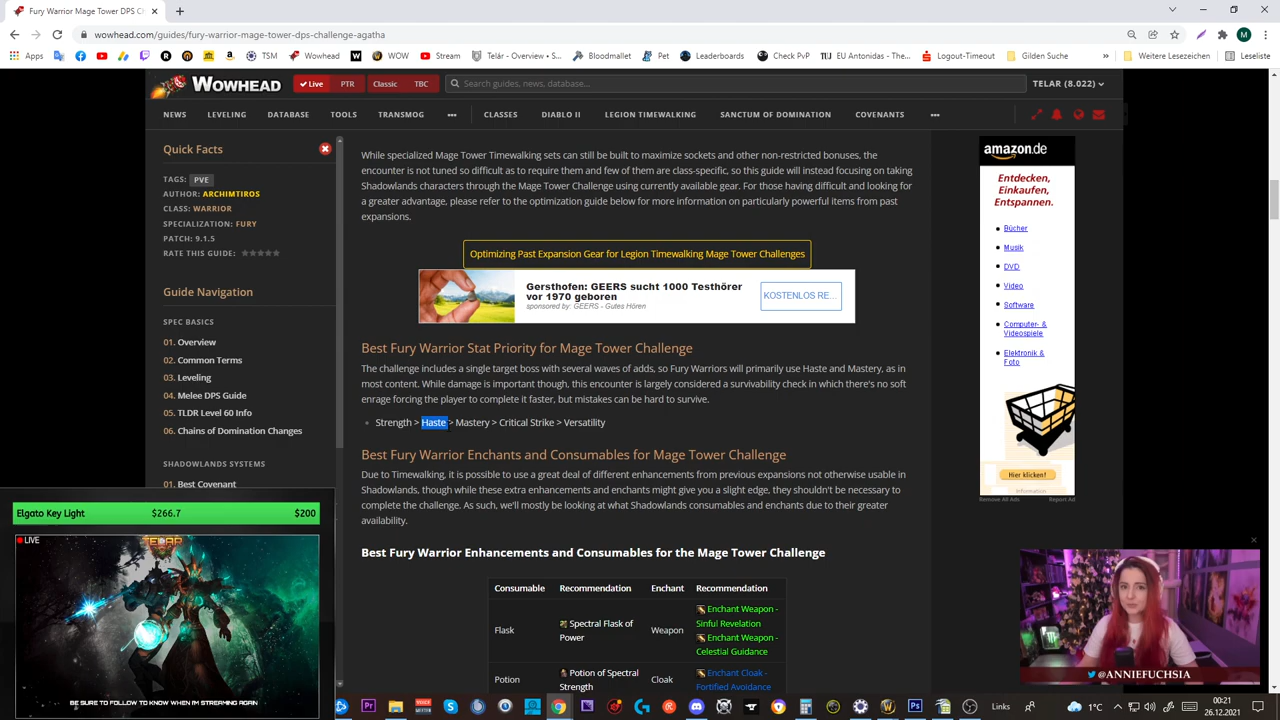 Fury Warrior Mage Tower DPS C
wowhead.com/guides/fury-warrior-mage-tower-dps-challenge-agatha
M
Apps
TSM
Wowhead
WOW
Stream
Telár - Overview - S...
Bloodmallet
Pet
Leaderboards
Check PvP
EU Antonidas - The...
Logout-Timeout
Gilden Suche
»
Weitere Lesezeichen
Leseliste
WOWHEAD
Live
PTR
Classic
TBC
Search guides, news, database...
TELAR (8.022)
NEWS
LEVELING
DATABASE
TOOLS
TRANSMOG
•••
CLASSES
DIABLO II
LEGION TIMEWALKING
SANCTUM OF DOMINATION
COVENANTS
•••
Quick Facts
TAGS: PVE
AUTHOR: ARCHIMTIROS
CLASS: WARRIOR
SPECIALIZATION: FURY
PATCH: 9.1.5
RATE THIS GUIDE:
Guide Navigation
SPEC BASICS
01. Overview
02. Common Terms
03. Leveling
04. Melee DPS Guide
05. TLDR Level 60 Info
06. Chains of Domination Changes
SHADOWLANDS SYSTEMS
01. Best Covenant
While specialized Mage Tower Timewalking sets can still be built to maximize sockets and other non-restricted bonuses, the
encounter is not tuned so difficult as to require them and few of them are class-specific, so this guide will instead focusing on taking
Shadowlands characters through the Mage Tower Challenge using currently available gear. For those having difficult and looking for
a greater advantage, please refer to the optimization guide below for more information on particularly powerful items from past
expansions.
Optimizing Past Expansion Gear for Legion Timewalking Mage Tower Challenges
Gersthofen: GEERS sucht 1000 Testhörer
vor 1970 geboren
sponsored by: GEERS - Gutes Hören
KOSTENLOS RE...
Best Fury Warrior Stat Priority for Mage Tower Challenge
The challenge includes a single target boss with several waves of adds, so Fury Warriors will primarily use Haste and Mastery, as in
most content. While damage is important though, this encounter is largely considered a survivability check in which there's no soft
enrage forcing the player to complete it faster, but mistakes can be hard to survive.
Strength > Haste > Mastery > Critical Strike > Versatility
Best Fury Warrior Enchants and Consumables for Mage Tower Challenge
Due to Timewalking, it is possible to use a great deal of different enhancements from previous expansions not otherwise usable in
Shadowlands, though while these extra enhancements and enchants might give you a slight edge, they shouldn't be necessary to
complete the challenge. As such, we'll mostly be looking at what Shadowlands consumables and enchants due to their greater
availability.
Best Fury Warrior Enhancements and Consumables for the Mage Tower Challenge
Consumable
Recommendation
Enchant
Recommendation
Flask
Spectral Flask of
Power
Weapon
Enchant Weapon -
Sinful Revelation
Enchant Weapon -
Celestial Guidance
Potion
Potion of Spectral
Strength
Cloak
Enchant Cloak -
Fortified Avoidance
amazon.de
Entdecken,
Einkaufen,
Entspannen.
Bücher
Musik
DVD
Video
Software
Computer- &
Videospiele
Elektronik &
Foto
Hier klicken!
Information
Remove All Ads
Report Ad
Elgato Key Light
$266.7
$200
LIVE
TELAR
BE SURE TO FOLLOW TO KNOW WHEN I'M STREAMING AGAIN
@ANNIEFUCHSIA
Pr
Ps
Links
1°C
00:21
26.12.2021